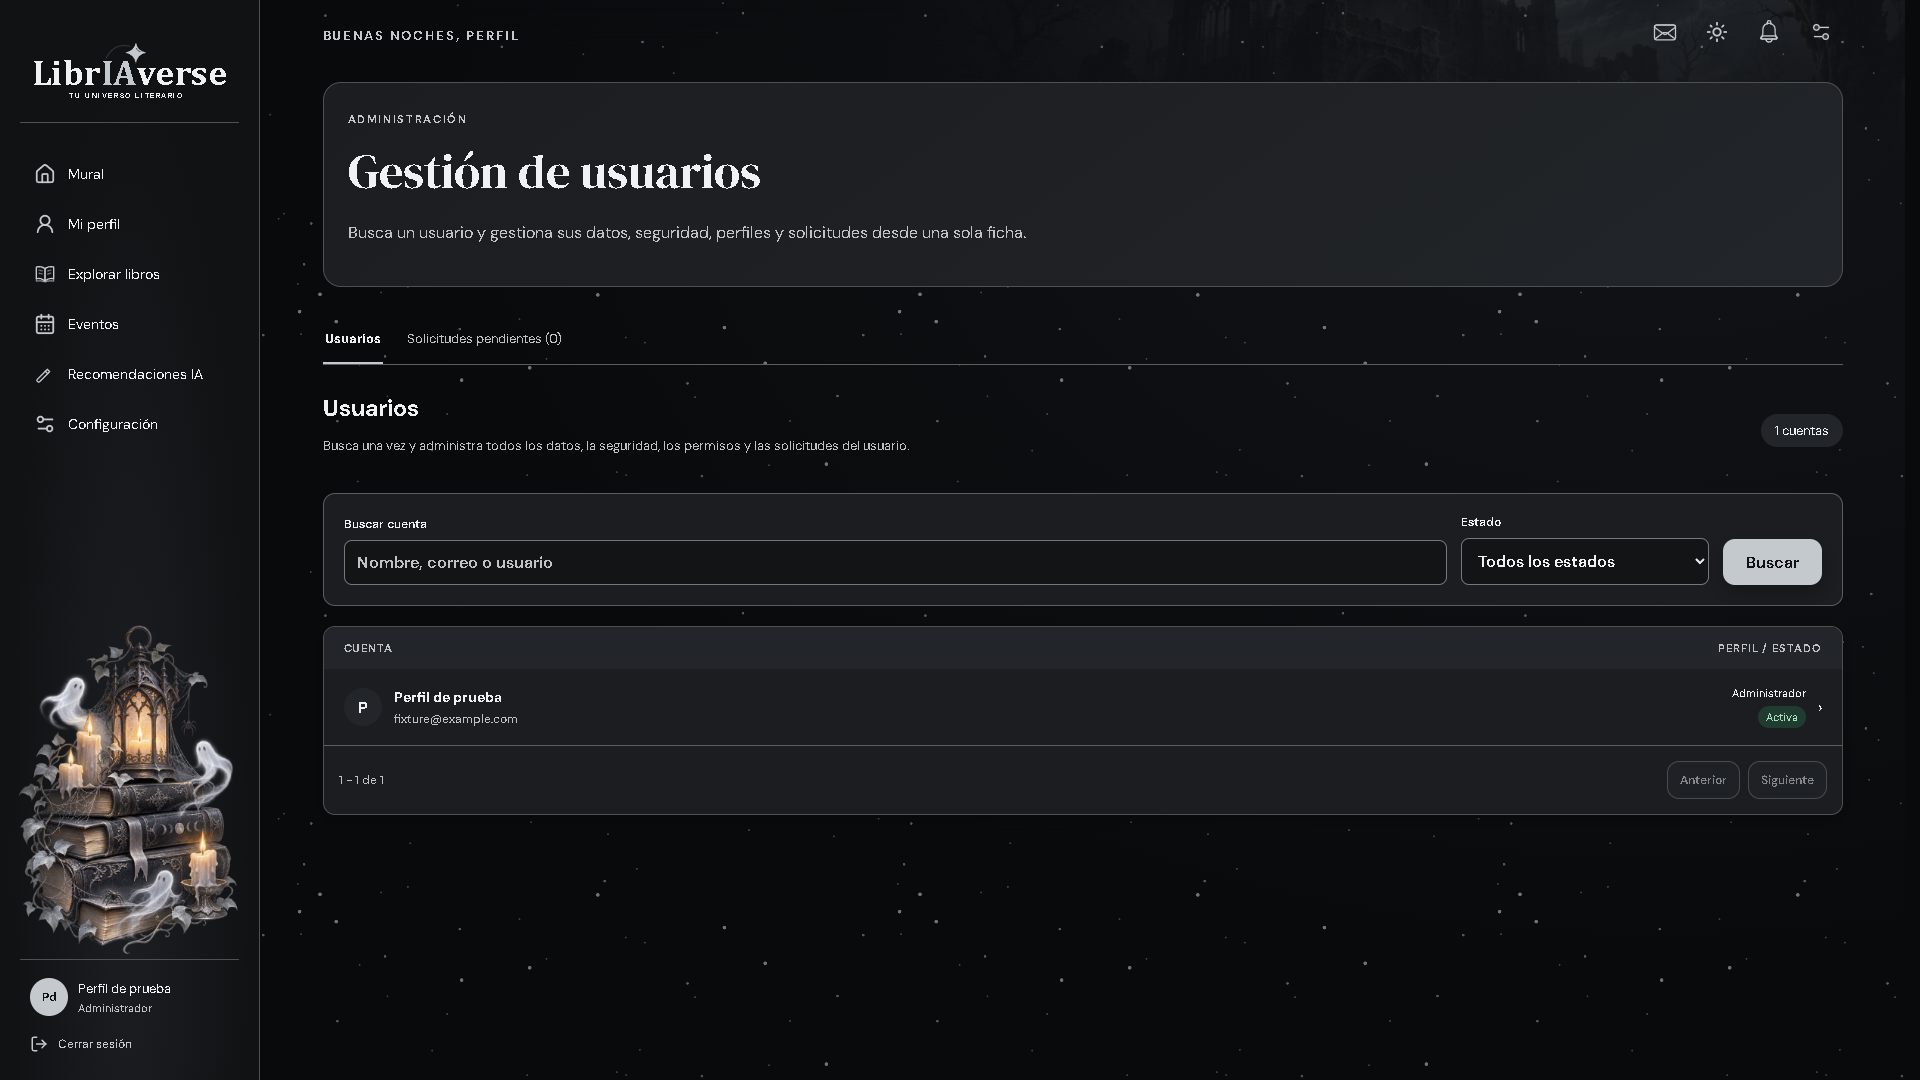 LibrIAverse
TU UNIVERSO LITERARIO
Mural
Mi perfil
Explorar libros
Eventos
Recomendaciones IA
Configuración
Pd
Perfil de prueba
Administrador
Cerrar sesión
BUENAS NOCHES, PERFIL
ADMINISTRACIÓN
Gestión de usuarios
Busca un usuario y gestiona sus datos, seguridad, perfiles y solicitudes desde una sola ficha.
Usuarios
Solicitudes pendientes (0)
Usuarios
Busca una vez y administra todos los datos, la seguridad, los permisos y las solicitudes del usuario.
1 cuentas
Buscar cuenta
Nombre, correo o usuario
Estado
Todos los estados
Buscar
CUENTA
PERFIL / ESTADO
P
Perfil de prueba
fixture@example.com
Administrador
Activa
1–1 de 1
Anterior
Siguiente